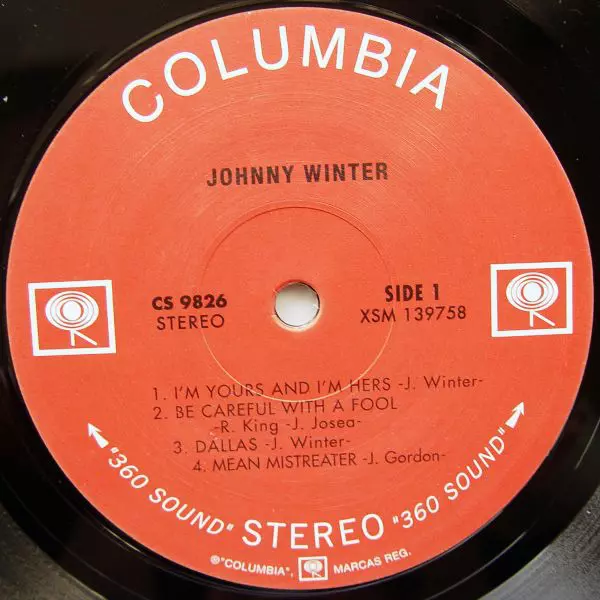 COLUMBIA
JOHNNY WINTER
CS 9826
STEREO
SIDE 1
XSM 139758
1. I'M YOURS AND I'M HERS -J. Winter-
2. BE CAREFUL WITH A FOOL
-R. King -J. Josea-
3. DALLAS -J. Winter-
4. MEAN MISTREATER -J. Gordon-
"360 SOUND" STEREO "360 SOUND"
®"COLUMBIA", MARCAS REG.